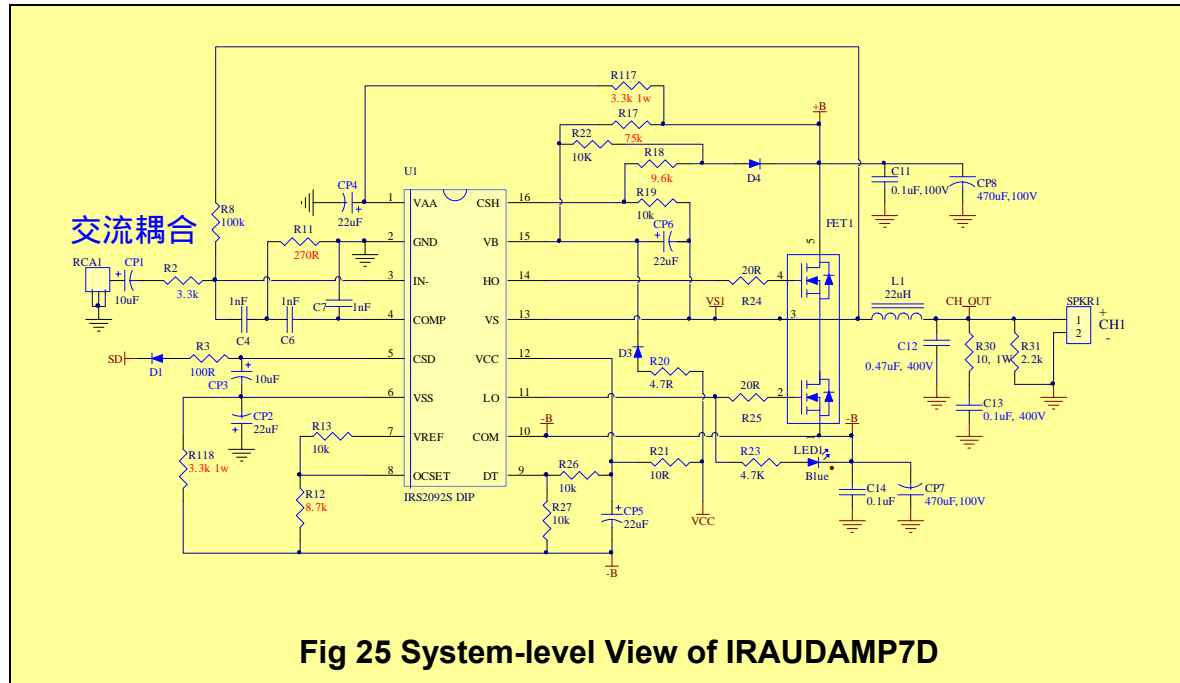 R117
3.3k 1w
+B
R17
75k
R22
10K
R18
9.6k
D4
C11
0.1uF,100V
CP8
470uF,100V
U1
CP4
22uF
R19
10k
CP6
22uF
FET1
1 VAA
CSH 16
2 GND
VB 15
3 IN-
HO 14
4 COMP
VS 13
5 CSD
VCC 12
6 VSS
LO 11
7 VREF
COM 10
8 OCSET
DT 9
IRS2092S DIP
交流耦合
R8
100k
R11
270R
RCA1
CP1
10uF
R2
3.3k
1nF
C4
1nF
C6
C7
1nF
SD
D1
R3
100R
CP3
10uF
CP2
22uF
R118
3.3k 1w
R13
10k
R12
8.7k
5
20R
R24
4
VS1
3
L1
22uH
CH_OUT
SPKR1
1
2
+
CH1
-
C12
0.47uF, 400V
R30
10, 1W
R31
2.2k
C13
0.1uF, 400V
D3
R20
4.7R
20R
R25
2
-B
-B
1
R26
10k
R21
10R
R23
4.7K
LED1
Blue
R27
10k
CP5
22uF
VCC
C14
0.1uF
CP7
470uF,100V
-B
Fig 25 System-level View of IRAUDAMP7D